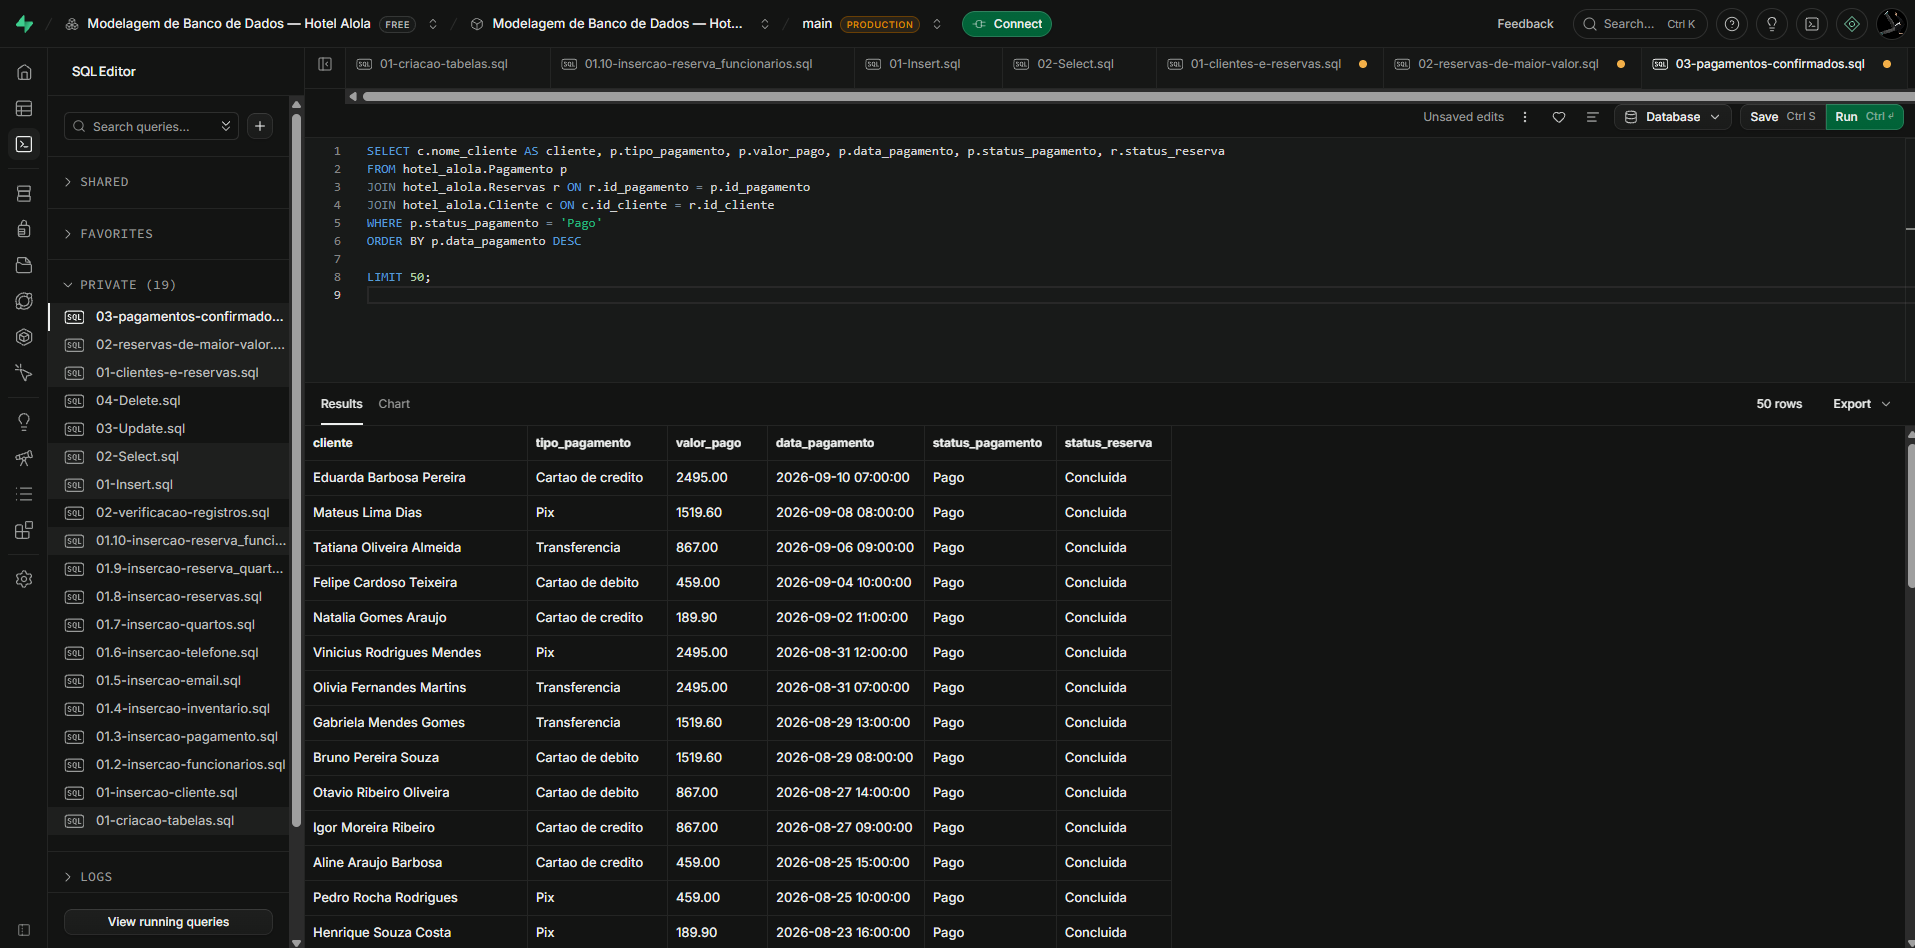 Modelagem de Banco de Dados — Hotel Alola FREE Modelagem de Banco de Dados — Hot... main PRODUCTION Connect Feedback Search... Ctrl K
SQL Editor
01-criacao-tabelas.sql 01.10-insercao-reserva_funcionarios.sql 01-Insert.sql 02-Select.sql 01-clientes-e-reservas.sql 02-reservas-de-maior-valor.sql 03-pagamentos-confirmados.sql
Search queries...
Unsaved edits Database Save Ctrl S Run Ctrl ↵
SHARED
FAVORITES
PRIVATE (19)
SQL 03-pagamentos-confirmado...
SQL 02-reservas-de-maior-valor....
SQL 01-clientes-e-reservas.sql
SQL 04-Delete.sql
SQL 03-Update.sql
SQL 02-Select.sql
SQL 01-Insert.sql
SQL 02-verificacao-registros.sql
SQL 01.10-insercao-reserva_funci...
SQL 01.9-insercao-reserva_quart...
SQL 01.8-insercao-reservas.sql
SQL 01.7-insercao-quartos.sql
SQL 01.6-insercao-telefone.sql
SQL 01.5-insercao-email.sql
SQL 01.4-insercao-inventario.sql
SQL 01.3-insercao-pagamento.sql
SQL 01.2-insercao-funcionarios.sql
SQL 01-insercao-cliente.sql
SQL 01-criacao-tabelas.sql
LOGS
View running queries
1 SELECT c.nome_cliente AS cliente, p.tipo_pagamento, p.valor_pago, p.data_pagamento, p.status_pagamento, r.status_reserva
2 FROM hotel_alola.Pagamento p
3 JOIN hotel_alola.Reservas r ON r.id_pagamento = p.id_pagamento
4 JOIN hotel_alola.Cliente c ON c.id_cliente = r.id_cliente
5 WHERE p.status_pagamento = 'Pago'
6 ORDER BY p.data_pagamento DESC
7
8 LIMIT 50;
9
Results Chart 50 rows Export
cliente tipo_pagamento valor_pago data_pagamento status_pagamento status_reserva
Eduarda Barbosa Pereira Cartao de credito 2495.00 2026-09-10 07:00:00 Pago Concluida
Mateus Lima Dias Pix 1519.60 2026-09-08 08:00:00 Pago Concluida
Tatiana Oliveira Almeida Transferencia 867.00 2026-09-06 09:00:00 Pago Concluida
Felipe Cardoso Teixeira Cartao de debito 459.00 2026-09-04 10:00:00 Pago Concluida
Natalia Gomes Araujo Cartao de credito 189.90 2026-09-02 11:00:00 Pago Concluida
Vinicius Rodrigues Mendes Pix 2495.00 2026-08-31 12:00:00 Pago Concluida
Olivia Fernandes Martins Transferencia 2495.00 2026-08-31 07:00:00 Pago Concluida
Gabriela Mendes Gomes Transferencia 1519.60 2026-08-29 13:00:00 Pago Concluida
Bruno Pereira Souza Cartao de debito 1519.60 2026-08-29 08:00:00 Pago Concluida
Otavio Ribeiro Oliveira Cartao de debito 867.00 2026-08-27 14:00:00 Pago Concluida
Igor Moreira Ribeiro Cartao de credito 867.00 2026-08-27 09:00:00 Pago Concluida
Aline Araujo Barbosa Cartao de credito 459.00 2026-08-25 15:00:00 Pago Concluida
Pedro Rocha Rodrigues Pix 459.00 2026-08-25 10:00:00 Pago Concluida
Henrique Souza Costa Pix 189.90 2026-08-23 16:00:00 Pago Concluida